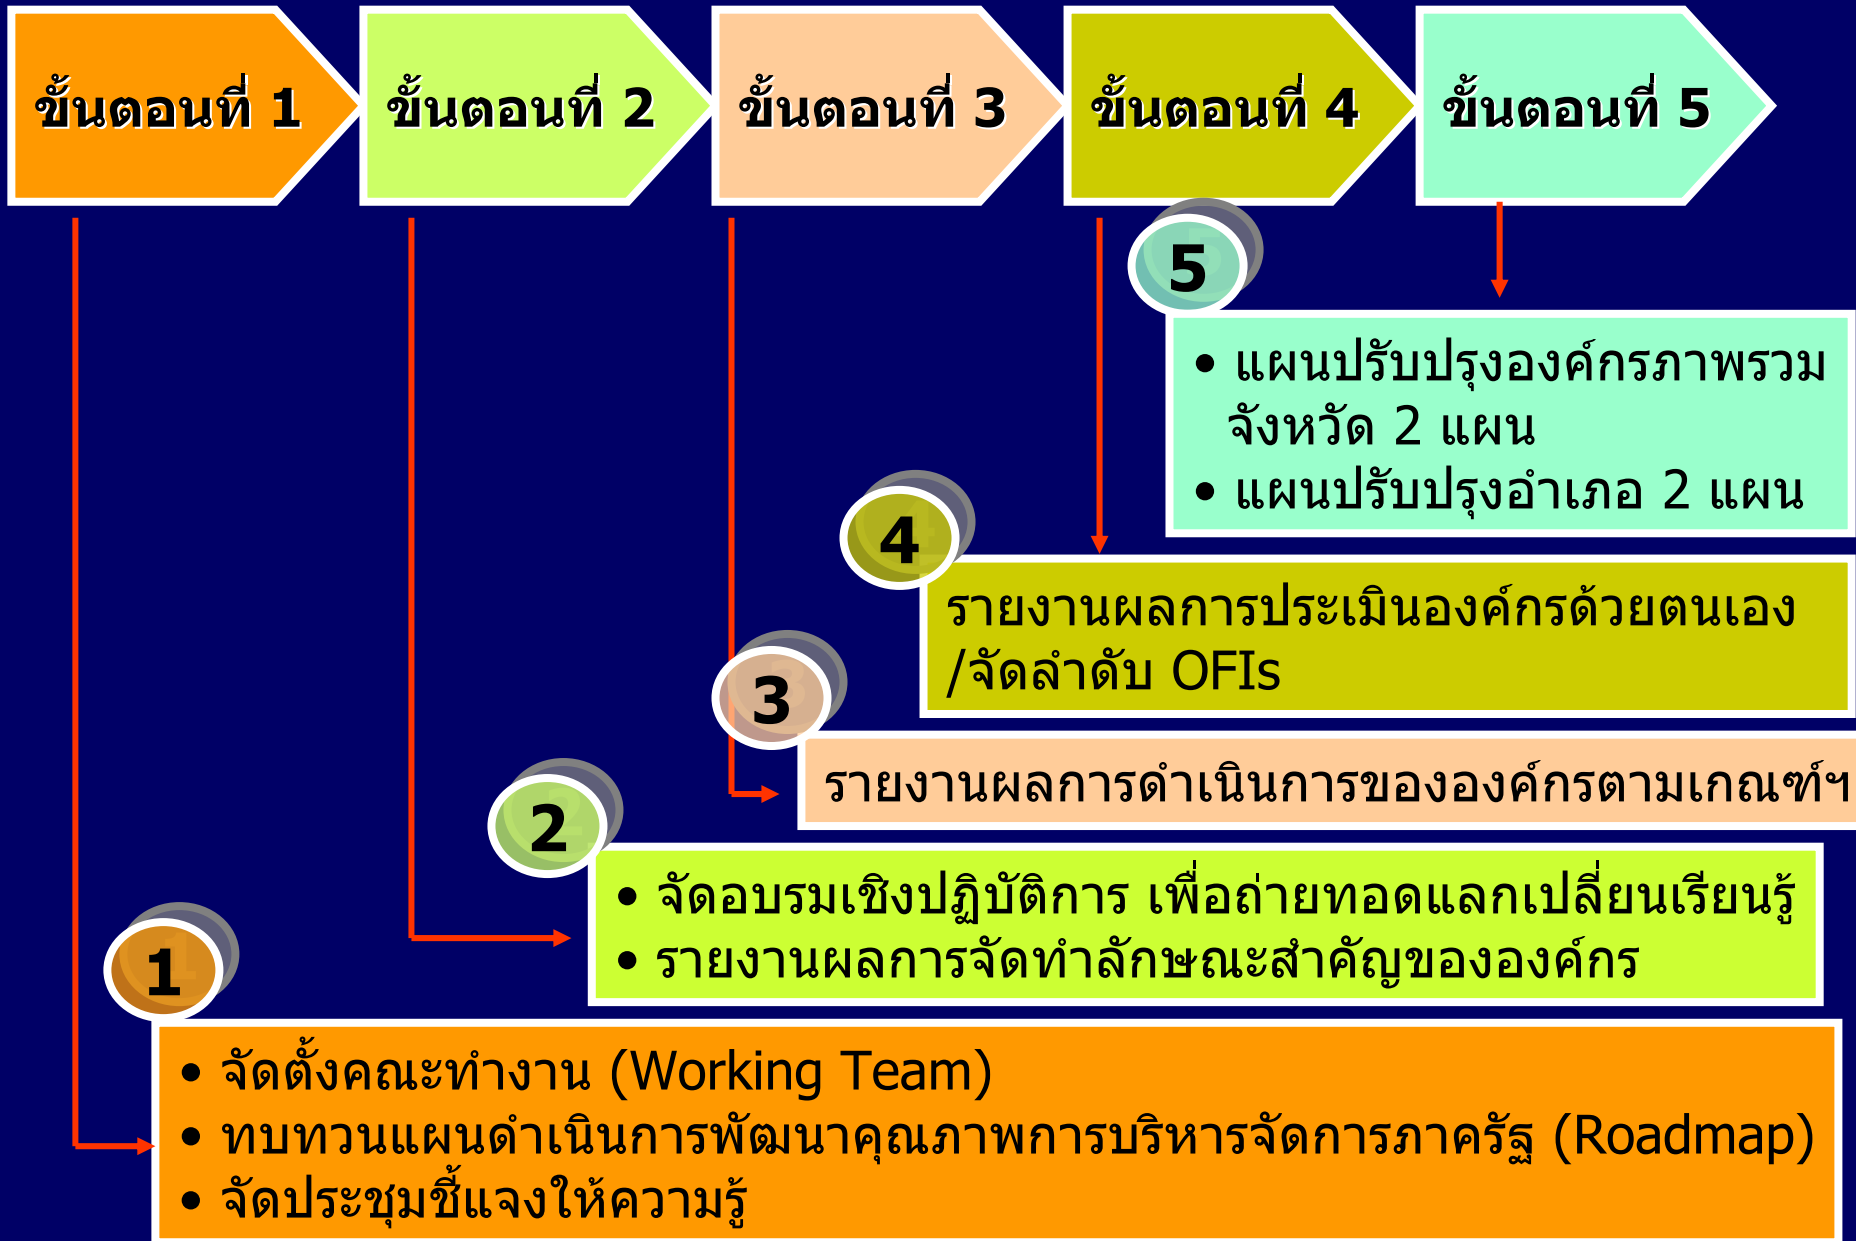 ขั้นตอนที่ 1
ขั้นตอนที่ 2
ขั้นตอนที่ 3
ขั้นตอนที่ 4
ขั้นตอนที่ 5
5
• แผนปรับปรุงองค์กรภาพรวม
จังหวัด 2 แผน
• แผนปรับปรุงอำเภอ 2 แผน
4
รายงานผลการประเมินองค์กรด้วยตนเอง
/จัดลำดับ OFIs
3
รายงานผลการดำเนินการขององค์กรตามเกณฑ์ฯ
2
• จัดอบรมเชิงปฏิบัติการ เพื่อถ่ายทอดแลกเปลี่ยนเรียนรู้
• รายงานผลการจัดทำลักษณะสำคัญขององค์กร
1
• จัดตั้งคณะทำงาน (Working Team)
• ทบทวนแผนดำเนินการพัฒนาคุณภาพการบริหารจัดการภาครัฐ (Roadmap)
• จัดประชุมชี้แจงให้ความรู้